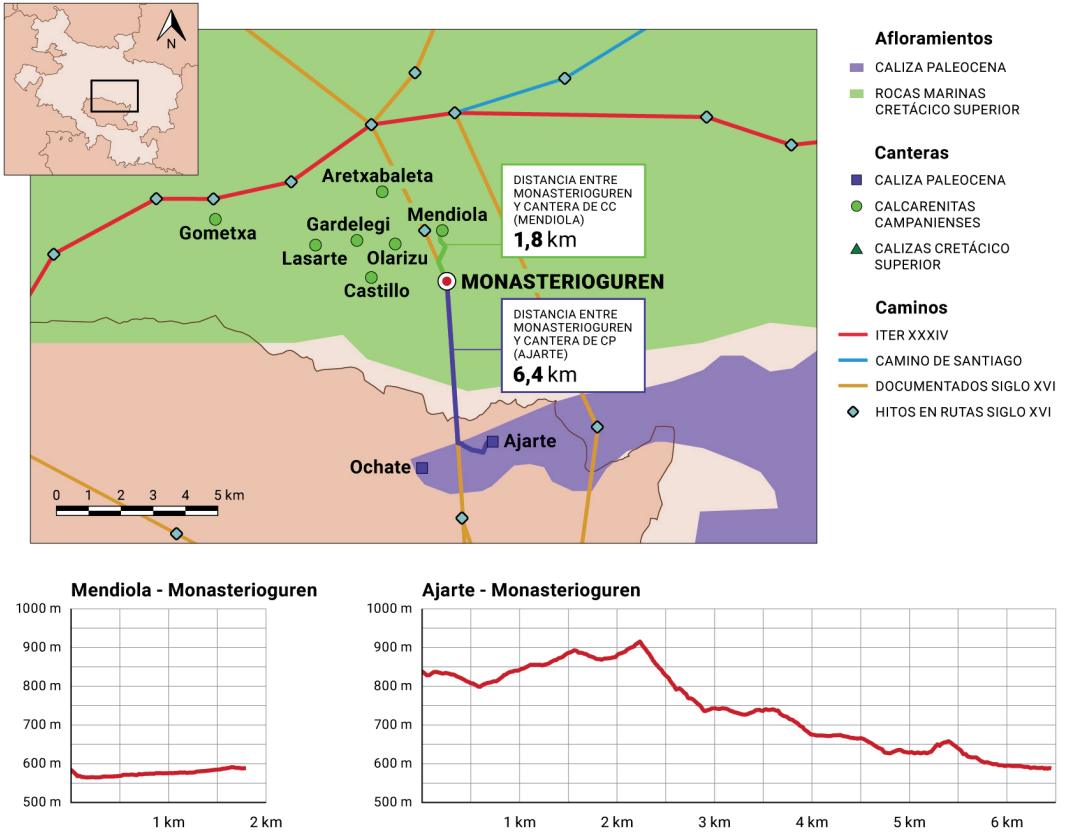 N
Aretxabaleta
Gometxa
Gardelegi
Mendiola
Lasarte
Olarizu
Castillo
DISTANCIA ENTRE
MONASTERIOGUREN
Y CANTERA DE CC
(MENDIOLA)
1,8 km
MONASTERIOGUREN
DISTANCIA ENTRE
MONASTERIOGUREN
Y CANTERA DE CP
(AJARTE)
6,4 km
Ajarte
Ochate
0 1 2 3 4 5 km
Afloramientos
CALIZA PALEOCENA
ROCAS MARINAS
CRETÁCICO SUPERIOR
Canteras
CALIZA PALEOCENA
CALCARENITAS
CAMPANIENSES
CALIZAS CRETÁCICO
SUPERIOR
Caminos
ITER XXXIV
CAMINO DE SANTIAGO
DOCUMENTADOS SIGLO XVI
HITOS EN RUTAS SIGLO XVI
Mendiola - Monasterioguren
1000 m
900 m
800 m
700 m
600 m
500 m
1 km 2 km
Ajarte - Monasterioguren
1000 m
900 m
800 m
700 m
600 m
500 m
1 km 2 km 3 km 4 km 5 km 6 km